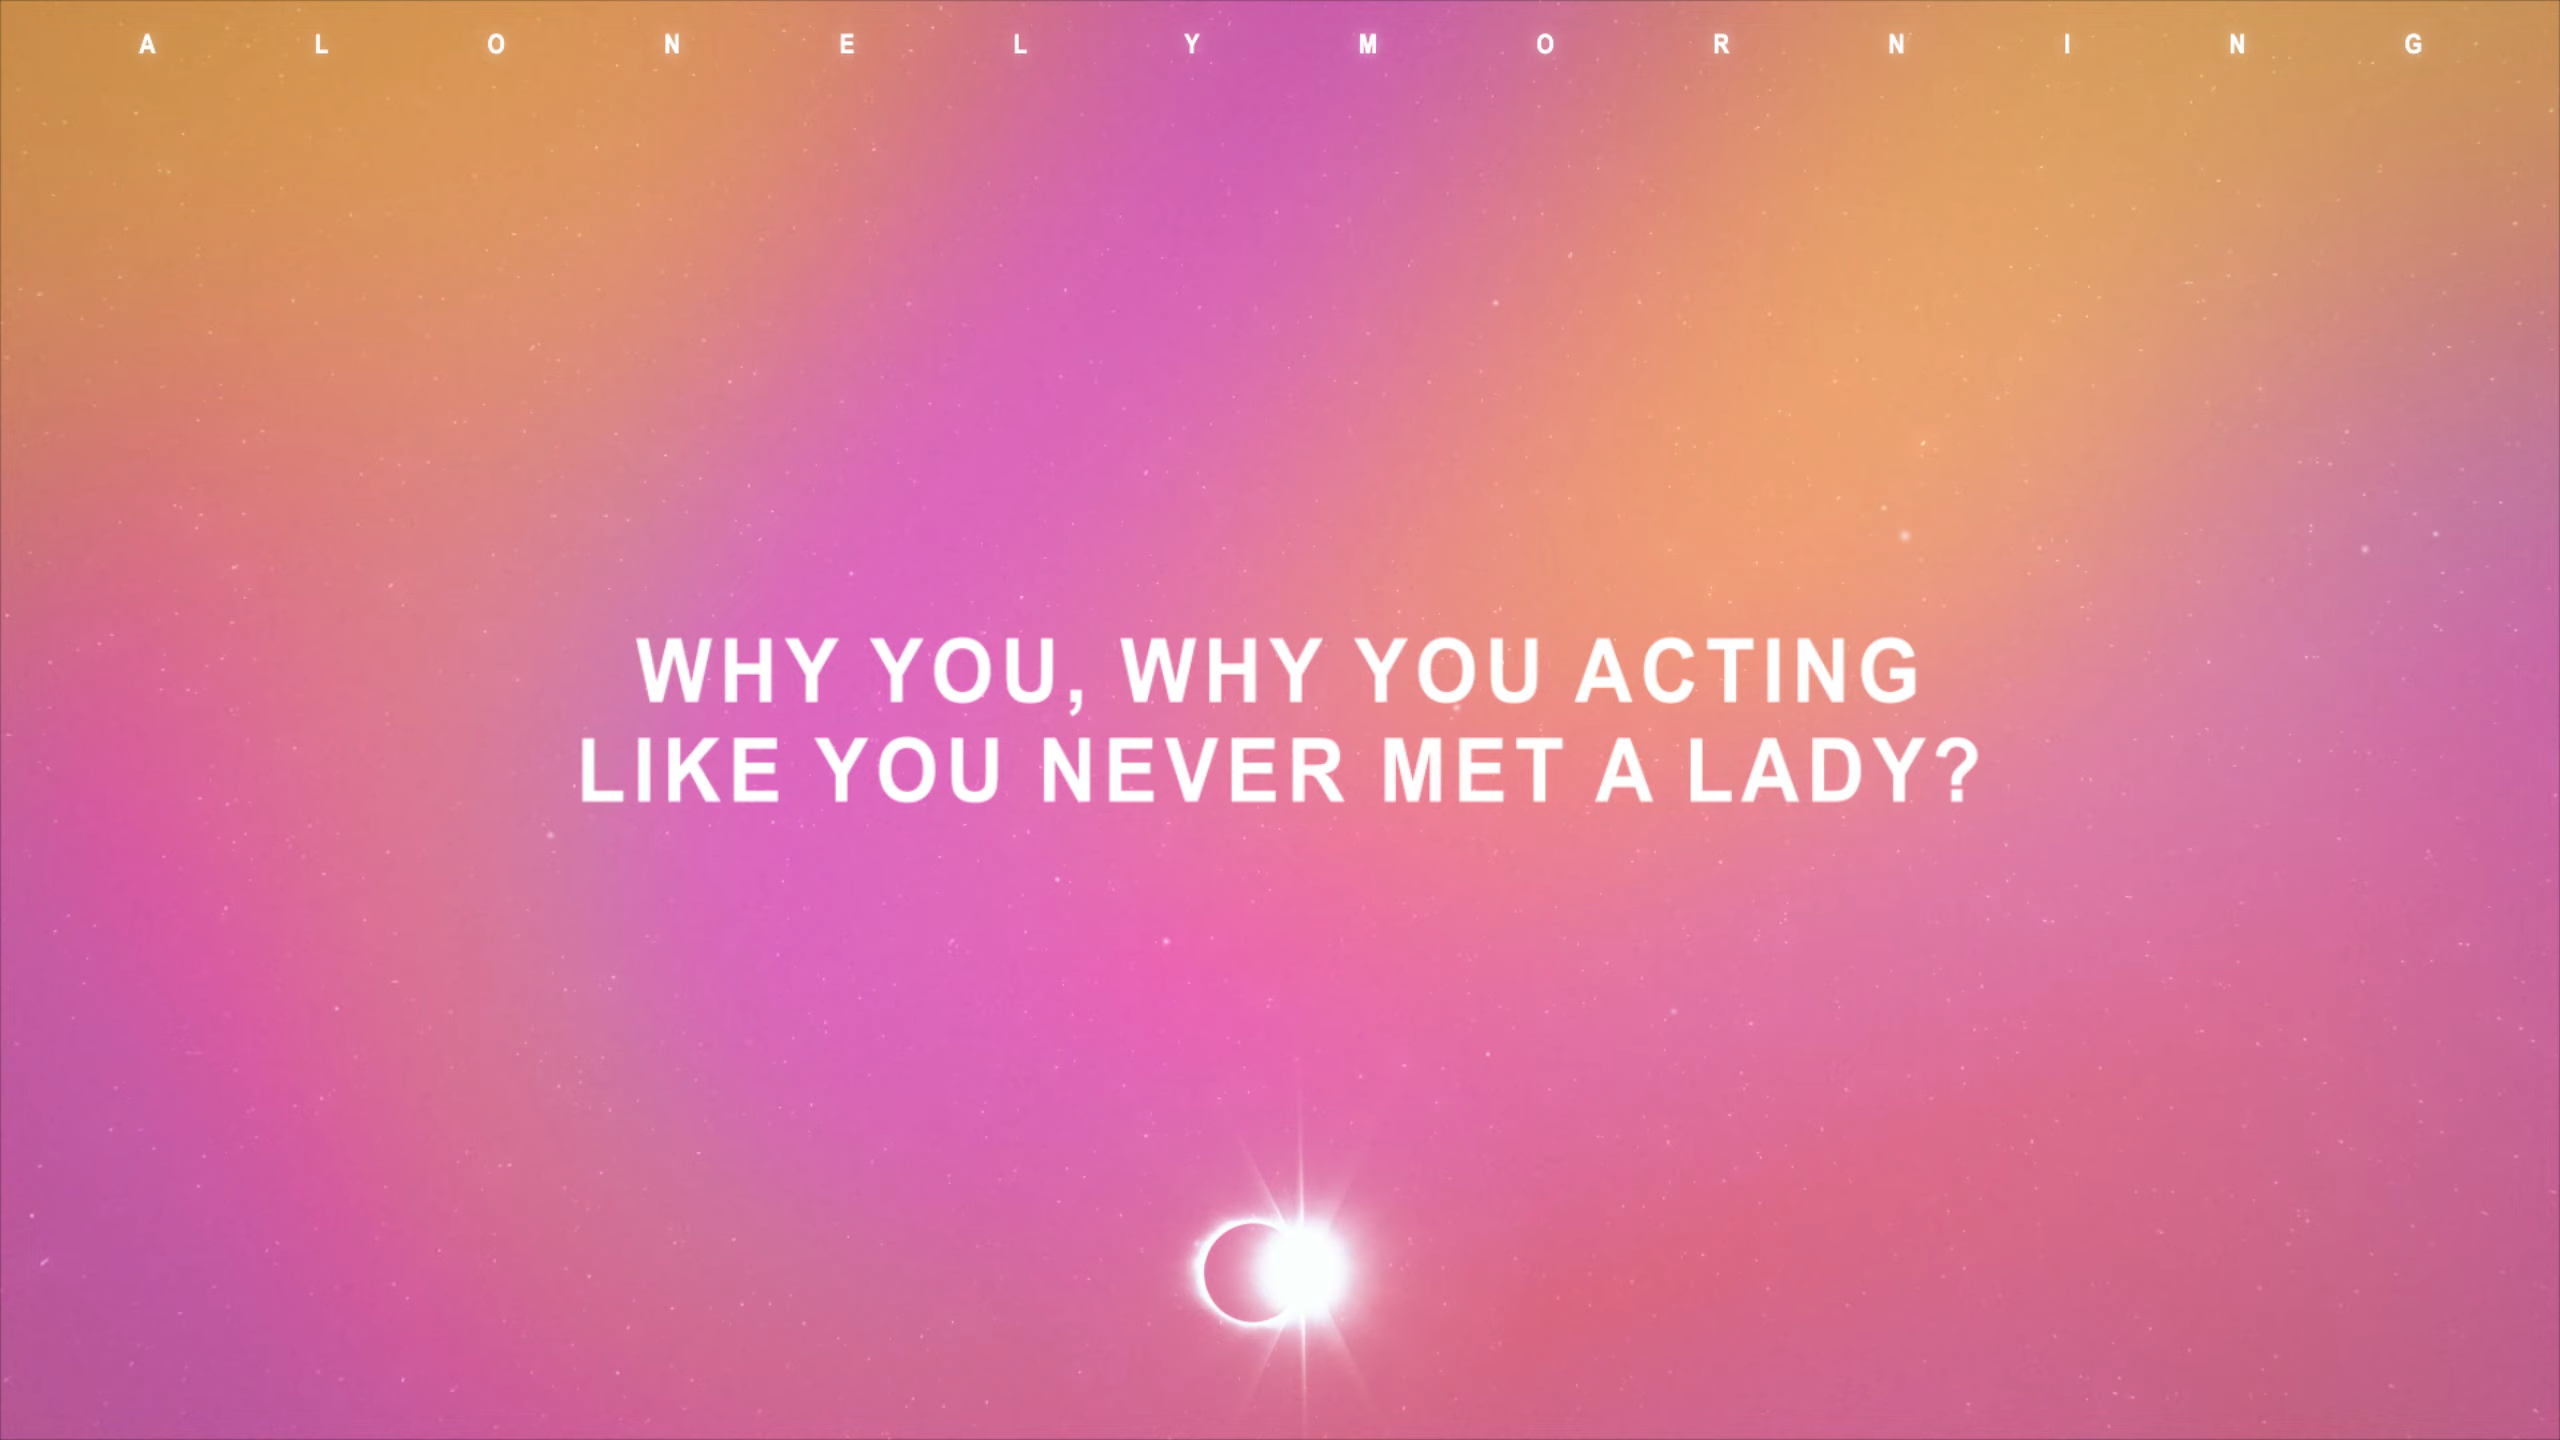 A L O N E L Y M O R N I N G
WHY YOU, WHY YOU ACTING
LIKE YOU NEVER MET A LADY?